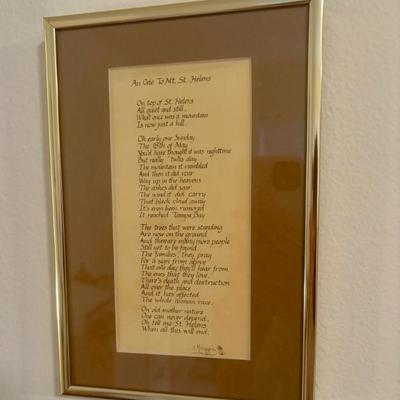 An Ode To Mt. St. Helens
On top of St. Helens
All quiet and still,
What once was a mountain
Is now just a hill.
Oh early one Sunday
The 18th of May
You'd have thought it was nighttime
But really 'twas day
The mountain it rumbled
And then it did roar
Way up in the heavens
The ashes did soar
The wind it did carry
That black cloud away
It's even been rumored
It reached Tampa Bay
The trees that were standing
Are now on the ground
And there are many more people
Still yet to be found.
The families, they pray
For a sign from above
That one day they'll hear from
The ones that they love.
There's death and destruction
All over the place
And it has affected
The whole human race.
On old mother nature
One can never depend,
Oh tell me St. Helens
When all this will end.